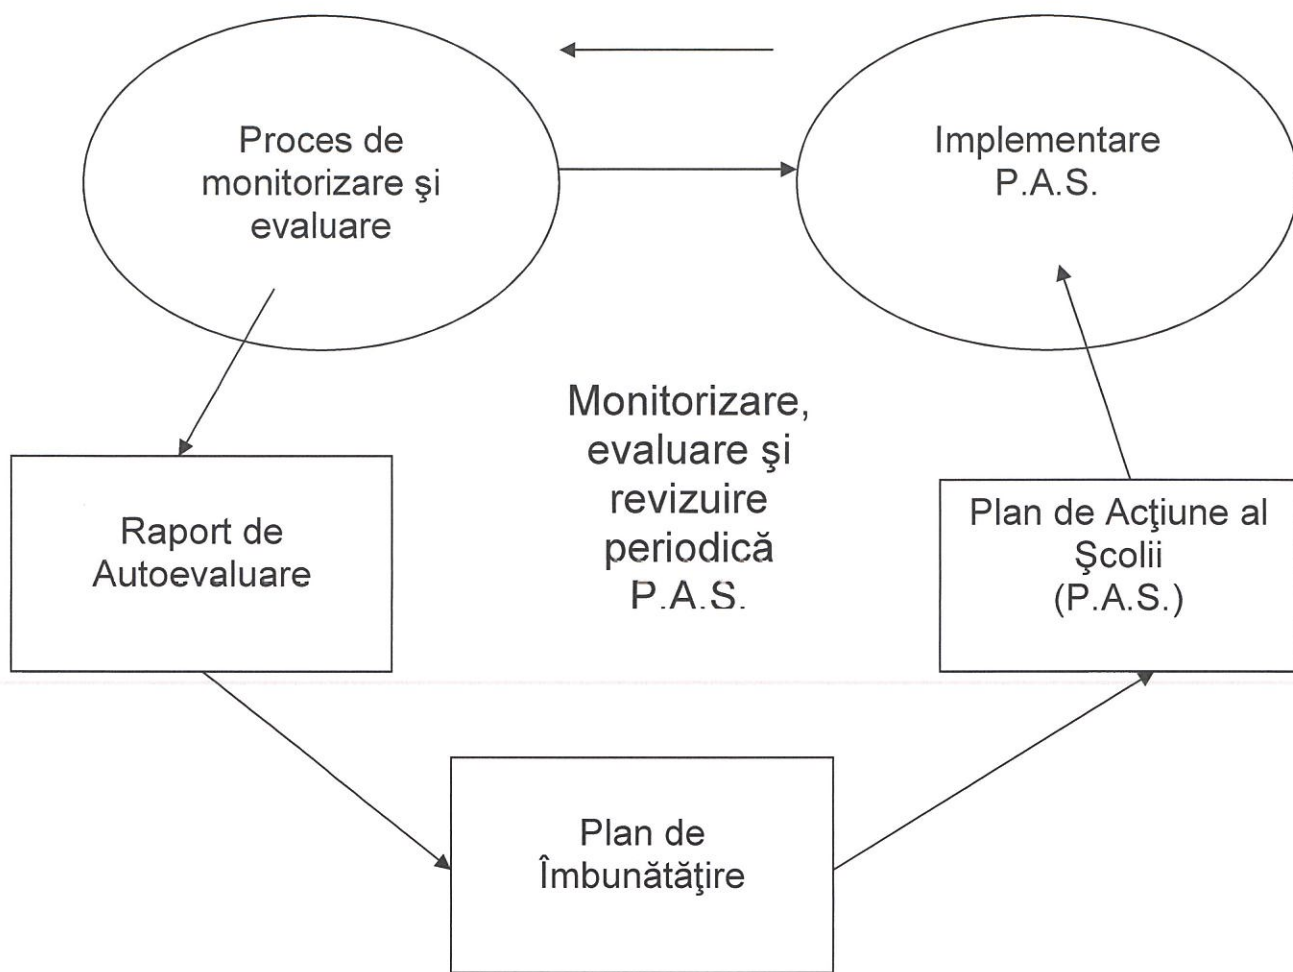 Proces de
monitorizare şi
evaluare
Implementare
P.A.S.
Monitorizare,
evaluare şi
revizuire
periodică
P.A.S.
Raport de
Autoevaluare
Plan de Acţiune al
Şcolii
(P.A.S.)
Plan de
Îmbunătăţire